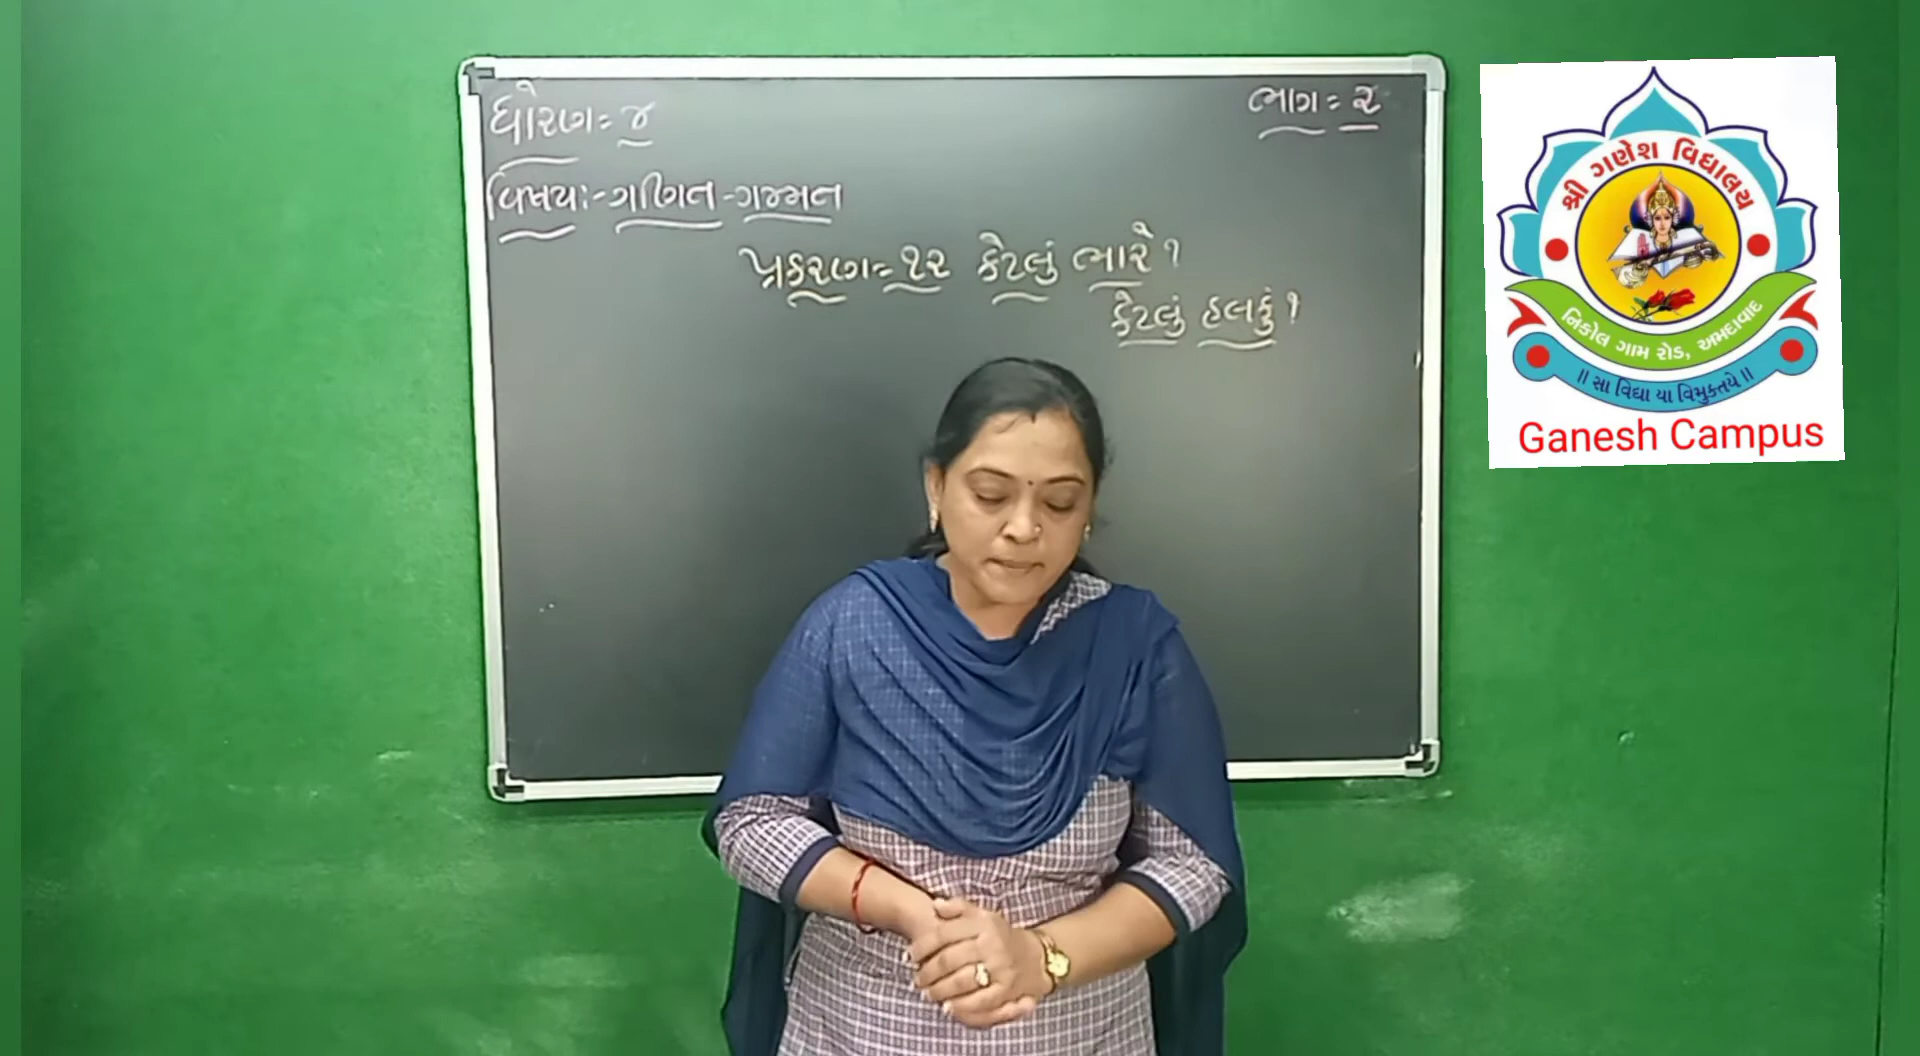 ધોરણ= ૪
ભાગ= ૨
વિષય:-ગણિત-ગમ્મત
પ્રકરણ= ૧૨ કેટલું ભારે?
કેટલું હલકું?
શ્રી ગણેશ વિદ્યાલય
નિકોલ ગામ રોડ, અમદાવાદ
॥ સા વિદ્યા યા વિમુક્તયે ॥
Ganesh Campus